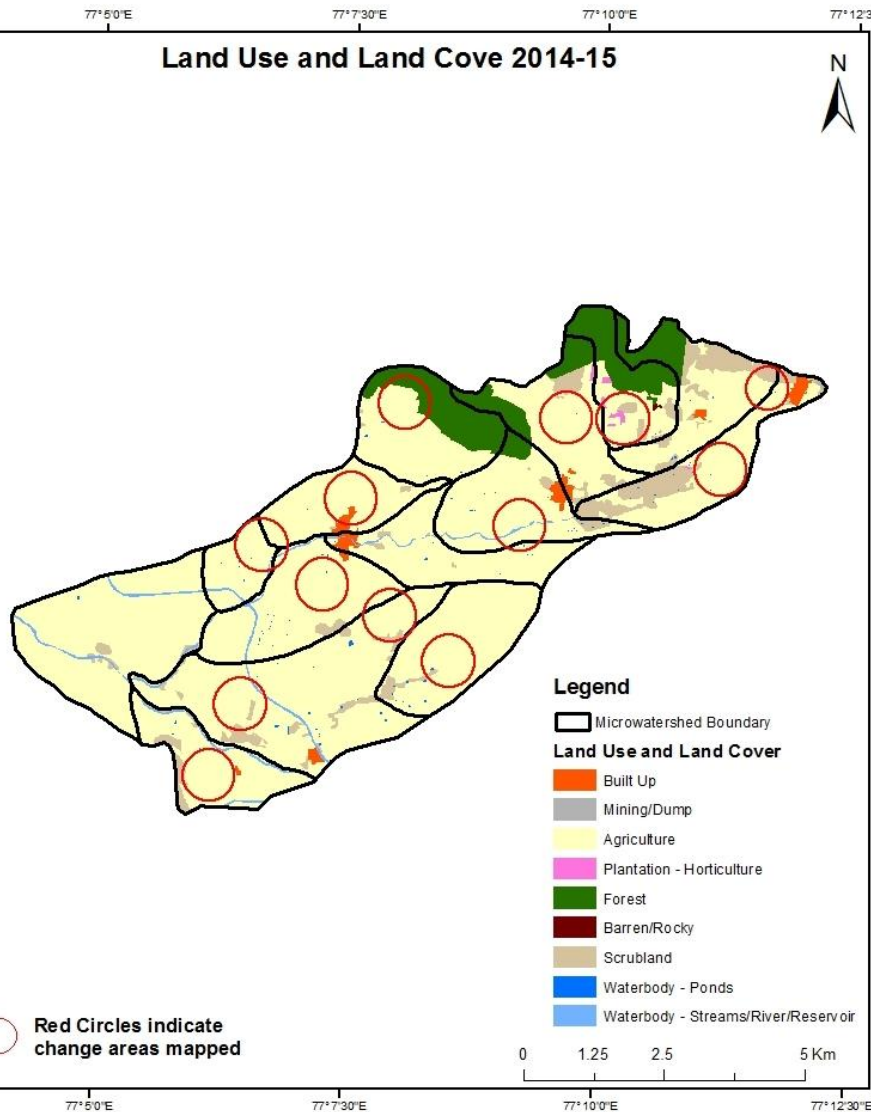 77°5'0"E 77°7'30"E 77°10'0"E 77°12'3
Land Use and Land Cove 2014-15
N
Legend
Microwatershed Boundary
Land Use and Land Cover
Built Up
Mining/Dump
Agriculture
Plantation - Horticulture
Forest
Barren/Rocky
Scrubland
Waterbody - Ponds
Waterbody - Streams/River/Reservoir
Red Circles indicate
change areas mapped
0 1.25 2.5 5 Km
77°5'0"E 77°7'30"E 77°10'0"E 77°12'30"E